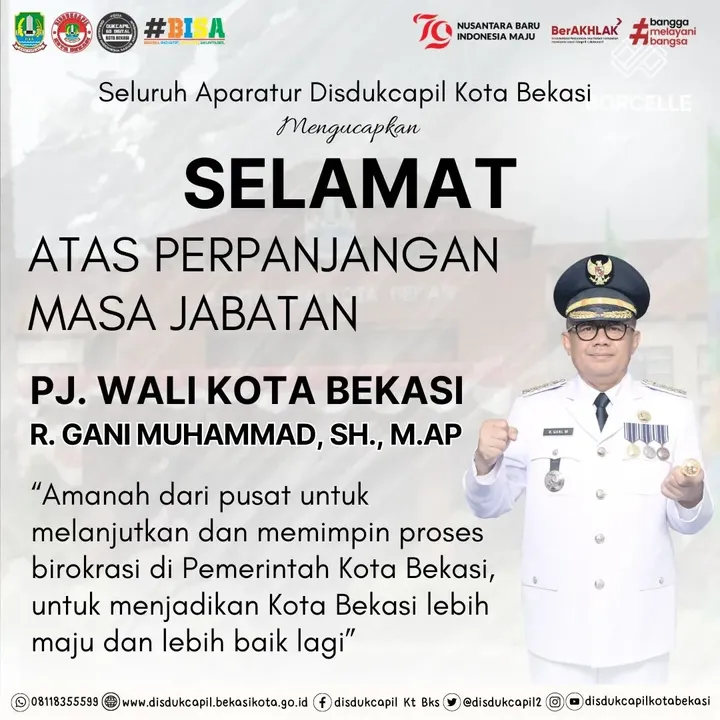 #BISA
79 NUSANTARA BARU
INDONESIA MAJU
BerAKHLAK
#bangga
melayani
bangsa
Seluruh Aparatur Disdukcapil Kota Bekasi
Mengucapkan
SELAMAT
ATAS PERPANJANGAN
MASA JABATAN
PJ. WALI KOTA BEKASI
R. GANI MUHAMMAD, SH., M.AP
“Amanah dari pusat untuk
melanjutkan dan memimpin proses
birokrasi di Pemerintah Kota Bekasi,
untuk menjadikan Kota Bekasi lebih
maju dan lebih baik lagi”
08118355599 www.disdukcapil.bekasikota.go.id disdukcapil Kt Bks @disdukcapil2 disdukcapilkotabekasi